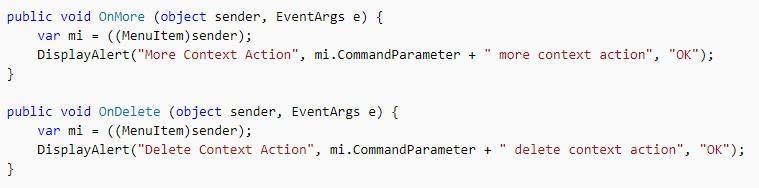 public void OnMore (object sender, EventArgs e) {
    var mi = ((MenuItem)sender);
    DisplayAlert("More Context Action", mi.CommandParameter + " more context action", "OK");
}

public void OnDelete (object sender, EventArgs e) {
    var mi = ((MenuItem)sender);
    DisplayAlert("Delete Context Action", mi.CommandParameter + " delete context action", "OK");
}